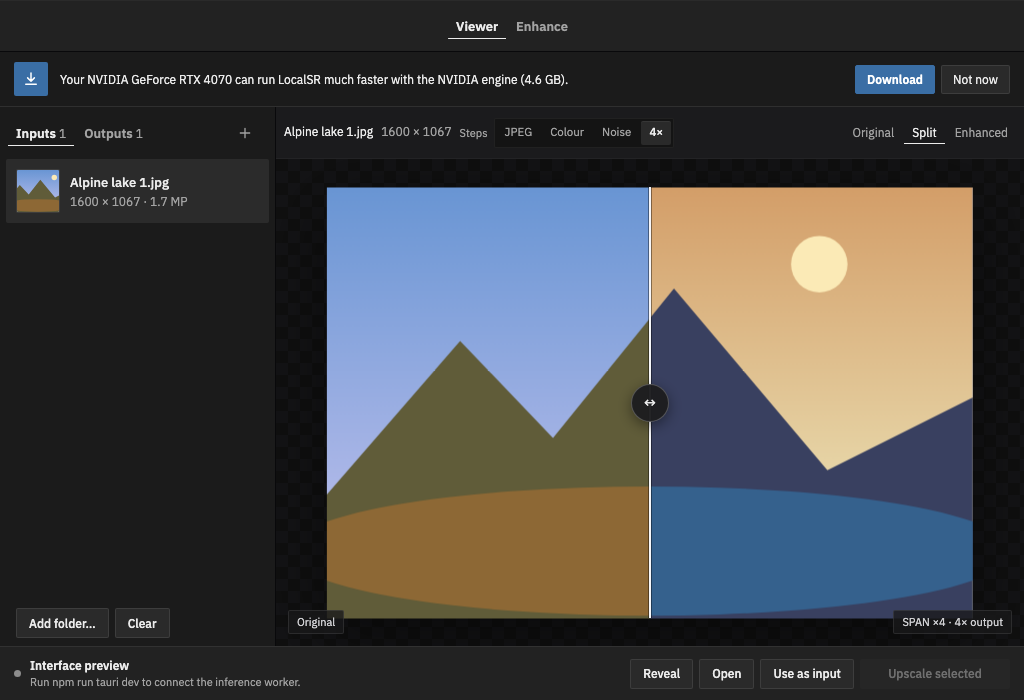 Viewer Enhance
Your NVIDIA GeForce RTX 4070 can run LocalSR much faster with the NVIDIA engine (4.6 GB).
Download
Not now
Inputs 1 Outputs 1 +
Alpine lake 1.jpg 1600 × 1067 Steps JPEG Colour Noise 4×
Original Split Enhanced
Alpine lake 1.jpg
1600 × 1067 · 1.7 MP
Original
SPAN ×4 · 4× output
Add folder...
Clear
Interface preview
Run npm run tauri dev to connect the inference worker.
Reveal
Open
Use as input
Upscale selected